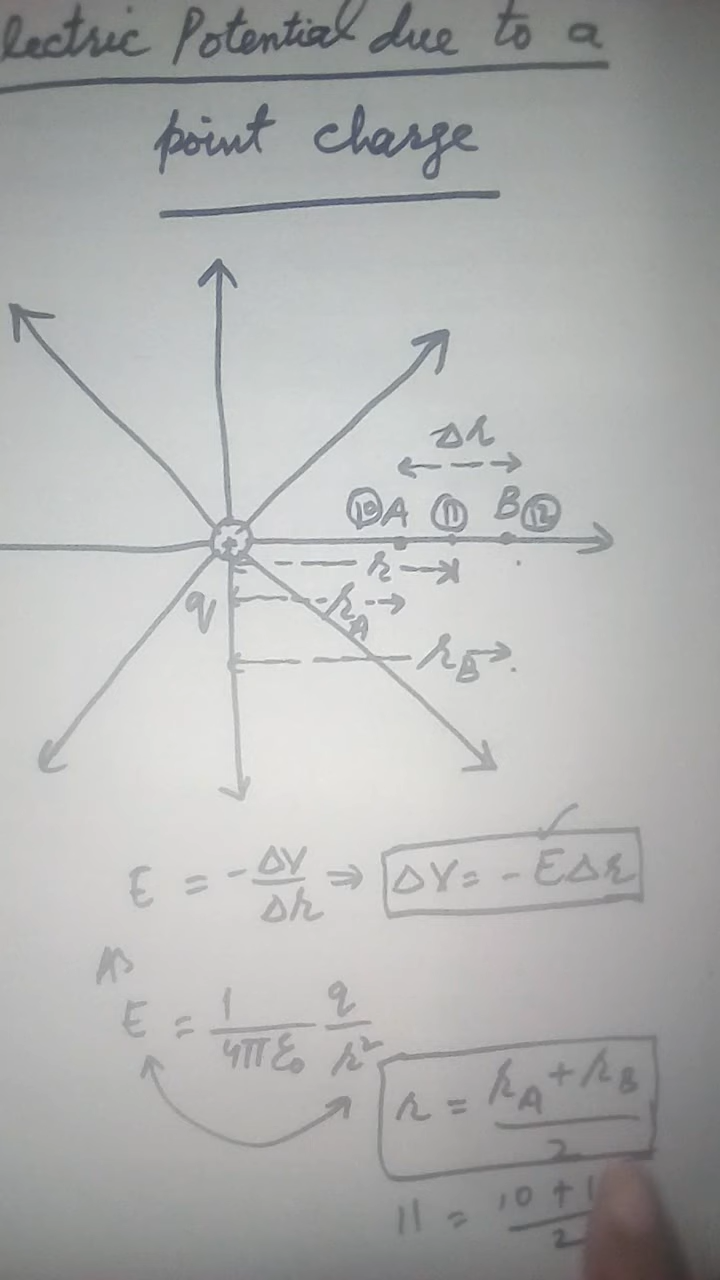 lectric Potential due to a
point charge
Δr
10 A 11 B 12
+
r
q
rA
rB
E = -ΔV/Δr ⇒ ΔV = - EΔr
As
E = 1/4πε₀ q/r²
r = rA + rB / 2
11 = 10 + 1 / 2